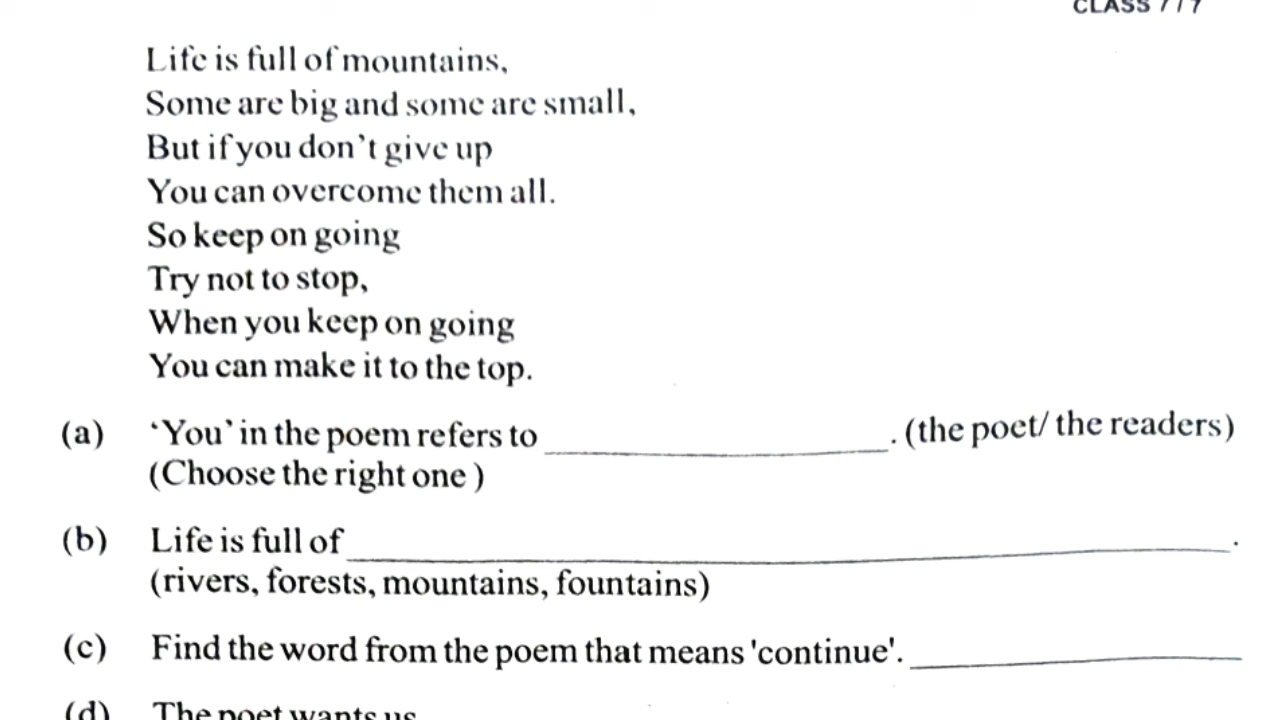 CLASS 7 / 7
Life is full of mountains,
Some are big and some are small,
But if you don't give up
You can overcome them all.
So keep on going
Try not to stop,
When you keep on going
You can make it to the top.
(a) 'You' in the poem refers to ____________. (the poet/ the readers)
(Choose the right one )
(b) Life is full of ____________.
(rivers, forests, mountains, fountains)
(c) Find the word from the poem that means 'continue'. ____________
(d) The poet wants us